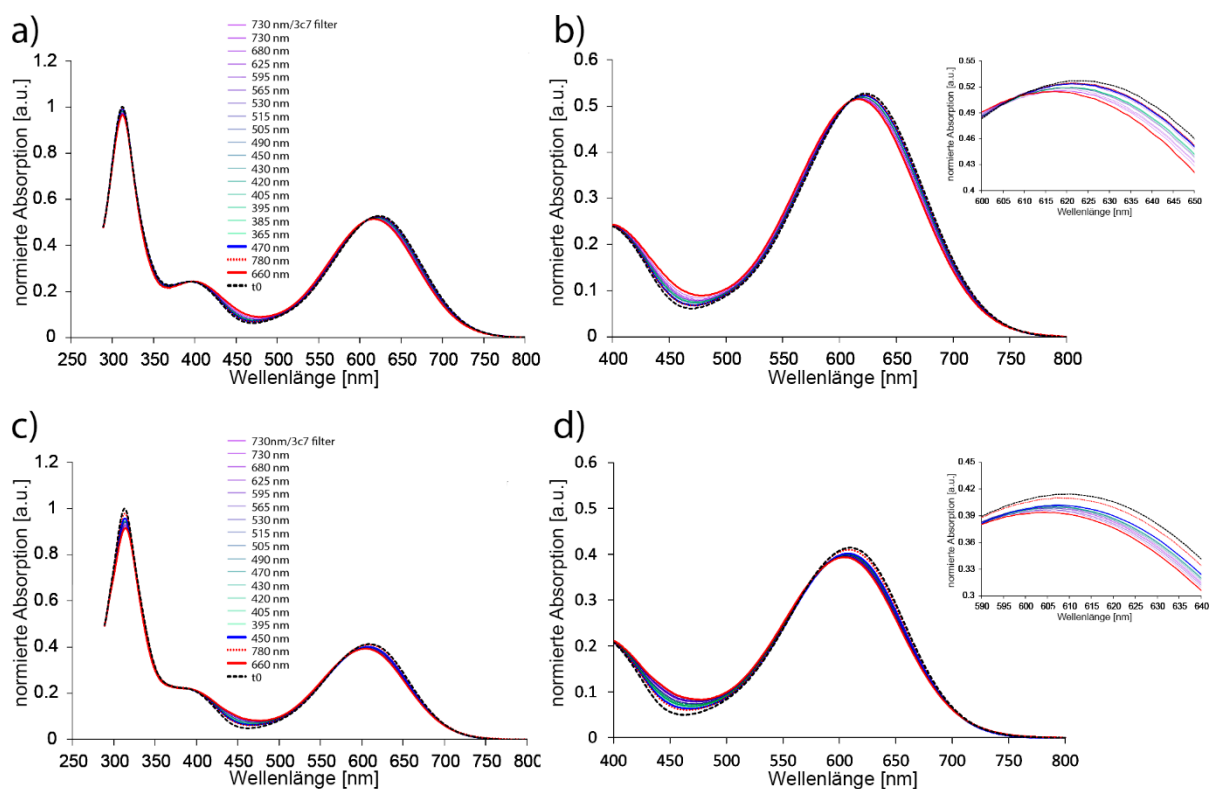 a)
730 nm/3c7 filter
730 nm
680 nm
625 nm
595 nm
565 nm
530 nm
515 nm
505 nm
490 nm
450 nm
430 nm
420 nm
405 nm
395 nm
385 nm
365 nm
470 nm
780 nm
660 nm
t0
normierte Absorption [a.u.]
1.2
1
0.8
0.6
0.4
0.2
0
250 300 350 400 450 500 550 600 650 700 750 800
Wellenlänge [nm]
b)
normierte Absorption [a.u.]
0.6
0.5
0.4
0.3
0.2
0.1
0
400 450 500 550 600 650 700 750 800
Wellenlänge [nm]
normierte Absorption [a.u.]
0.55
0.52
0.49
0.46
0.43
0.4
600 605 610 615 620 625 630 635 640 645 650
Wellenlänge [nm]
c)
730nm/3c7 filter
730 nm
680 nm
625 nm
595 nm
565 nm
530 nm
515 nm
505 nm
490 nm
470 nm
430 nm
420 nm
405 nm
395 nm
450 nm
780 nm
660 nm
t0
normierte Absorption [a.u.]
1.2
1
0.8
0.6
0.4
0.2
0
250 300 350 400 450 500 550 600 650 700 750 800
Wellenlänge [nm]
d)
normierte Absorption [a.u.]
0.6
0.5
0.4
0.3
0.2
0.1
0
400 450 500 550 600 650 700 750 800
Wellenlänge [nm]
normierte Absorption [a.u.]
0.45
0.42
0.39
0.36
0.33
0.3
590 595 600 605 610 615 620 625 630 635 640
Wellenlänge [nm]